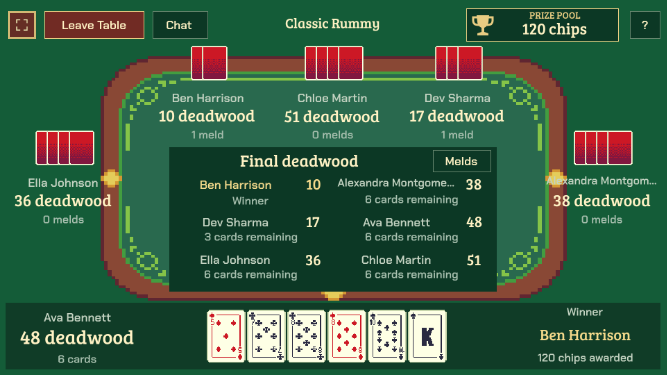 Leave Table
Chat
Classic Rummy
PRIZE POOL
120 chips
?
Ben Harrison
10 deadwood
1 meld
Chloe Martin
51 deadwood
0 melds
Dev Sharma
17 deadwood
1 meld
Ella Johnson
36 deadwood
0 melds
Alexandra Montgom...
38 deadwood
0 melds
Final deadwood
Melds
Ben Harrison 10
Winner
Alexandra Montgome... 38
6 cards remaining
Dev Sharma 17
3 cards remaining
Ava Bennett 48
6 cards remaining
Ella Johnson 36
6 cards remaining
Chloe Martin 51
6 cards remaining
Ava Bennett
48 deadwood
6 cards
K
Winner
Ben Harrison
120 chips awarded